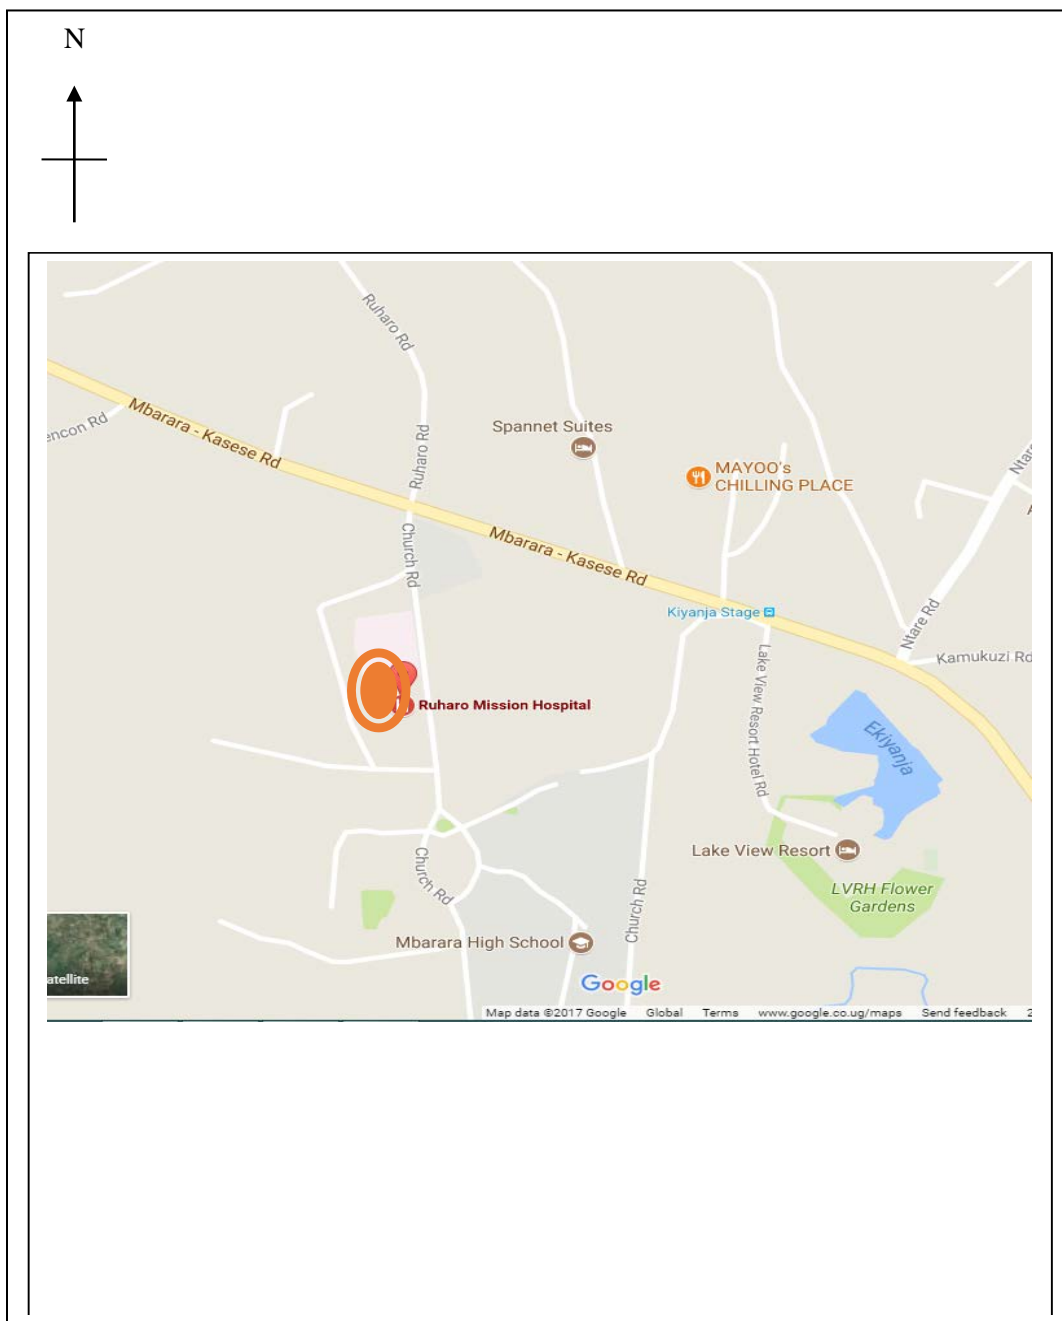 N
Ruharo Rd
Mbarara - Kasese Rd
encon Rd
Ruharo Rd
Spannet Suites
MAYOO's
CHILLING PLACE
Ntare
Church Rd
Mbarara - Kasese Rd
Kiyanja Stage
Ntare Rd
Kamukuzi Rd
Lake View Resort Hotel Rd
Ruharo Mission Hospital
Ekiyanja
Lake View Resort
Church Rd
LVRH Flower
Gardens
Church Rd
Mbarara High School
atellite
Google
Map data ©2017 Google Global Terms www.google.co.ug/maps Send feedback 2